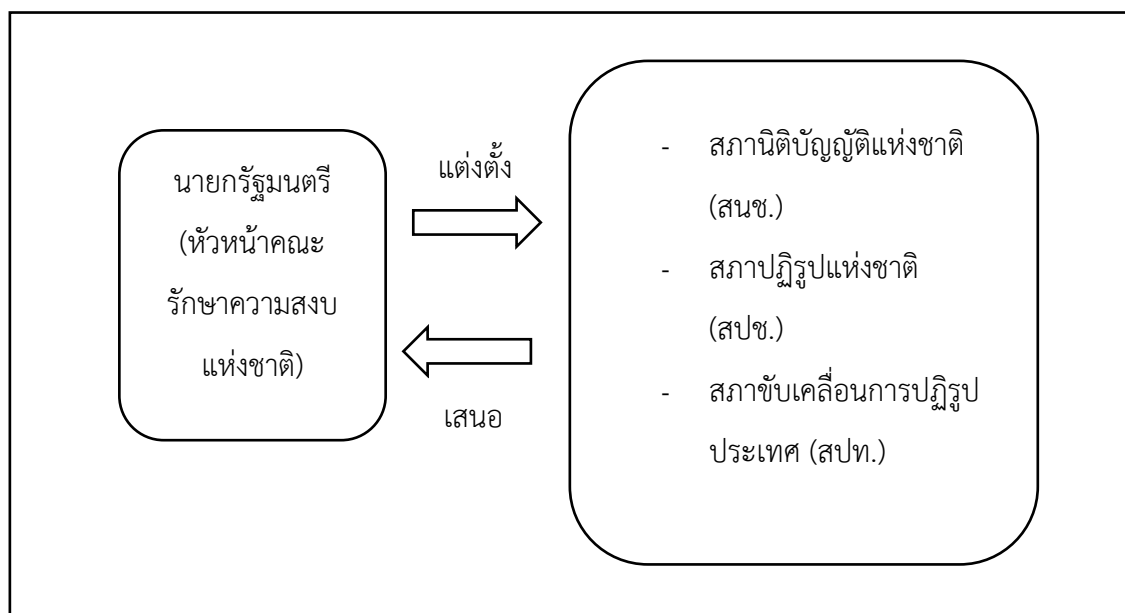 นายกรัฐมนตรี
(หัวหน้าคณะ
รักษาความสงบ
แห่งชาติ)
แต่งตั้ง
เสนอ
- สภานิติบัญญัติแห่งชาติ
(สนช.)
- สภาปฏิรูปแห่งชาติ
(สปช.)
- สภาขับเคลื่อนการปฏิรูป
ประเทศ (สปท.)